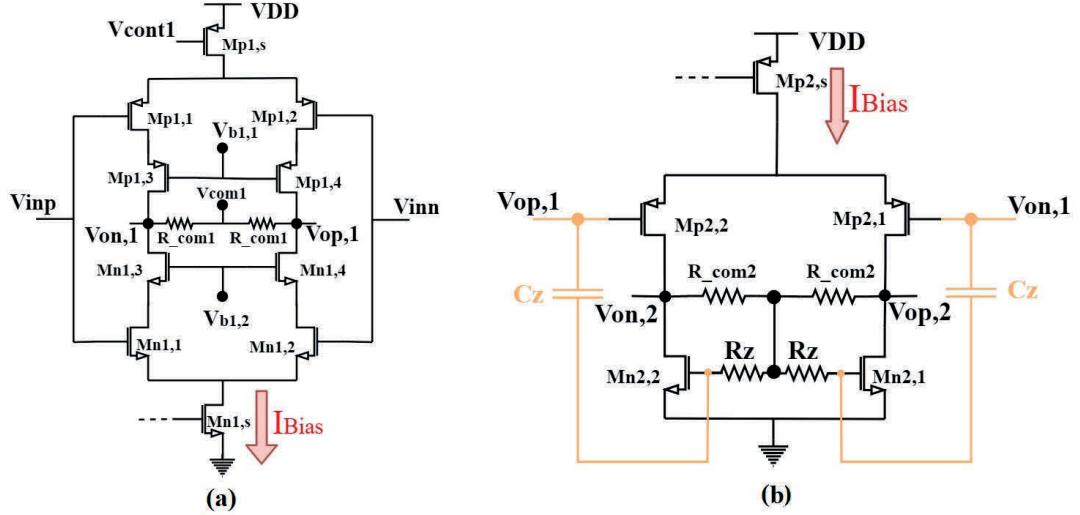 VDD
Vcont1
Mp1,s
Mp1,1
Mp1,2
Vb1,1
Mp1,3
Mp1,4
Vcom1
Vinp
Vinn
Von,1
R_com1
R_com1
Vop,1
Mn1,3
Mn1,4
Vb1,2
Mn1,1
Mn1,2
Mn1,s
IBias
(a)
VDD
Mp2,s
IBias
Vop,1
Von,1
Mp2,2
Mp2,1
R_com2
R_com2
Cz
Cz
Von,2
Vop,2
Rz
Rz
Mn2,2
Mn2,1
(b)